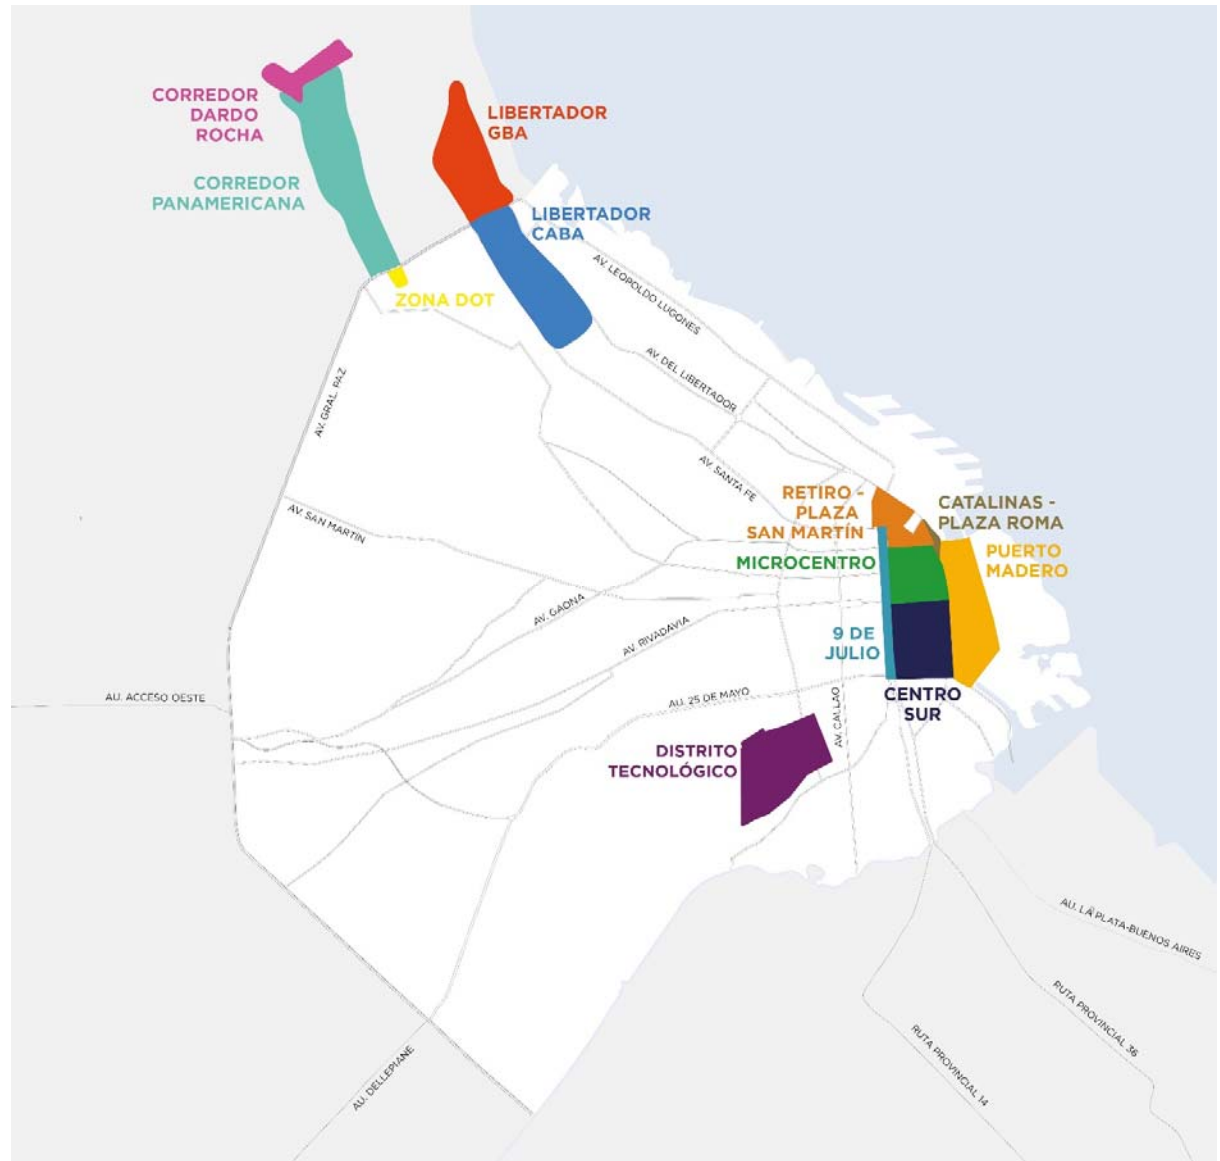 CORREDOR
DARDO
ROCHA
LIBERTADOR
GBA
CORREDOR
PANAMERICANA
LIBERTADOR
CABA
ZONA DOT
AV. LEOPOLDO LUGONES
AV. DEL LIBERTADOR
AV. GRAL. PAZ
AV. SANTA FE
RETIRO -
PLAZA
SAN MARTÍN
CATALINAS -
PLAZA ROMA
AV. SAN MARTÍN
MICROCENTRO
PUERTO
MADERO
AV. GAONA
AV. RIVADAVIA
9 DE
JULIO
AU. ACCESO OESTE
AU. 25 DE MAYO
AV. CALLAO
CENTRO
SUR
DISTRITO
TECNOLÓGICO
AU. LA PLATA-BUENOS AIRES
RUTA PROVINCIAL 36
RUTA PROVINCIAL 14
AU. DELLEPIANE